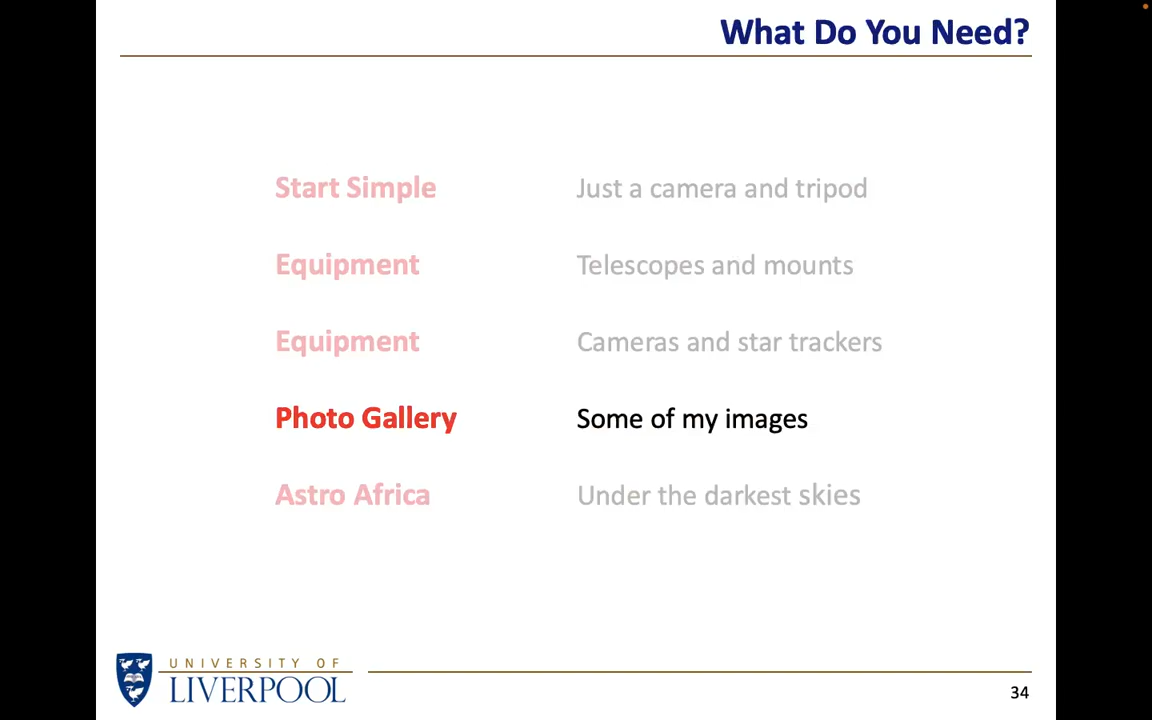 What Do You Need?
Start Simple Just a camera and tripod
Equipment Telescopes and mounts
Equipment Cameras and star trackers
Photo Gallery Some of my images
Astro Africa Under the darkest skies
UNIVERSITY OF
LIVERPOOL
34